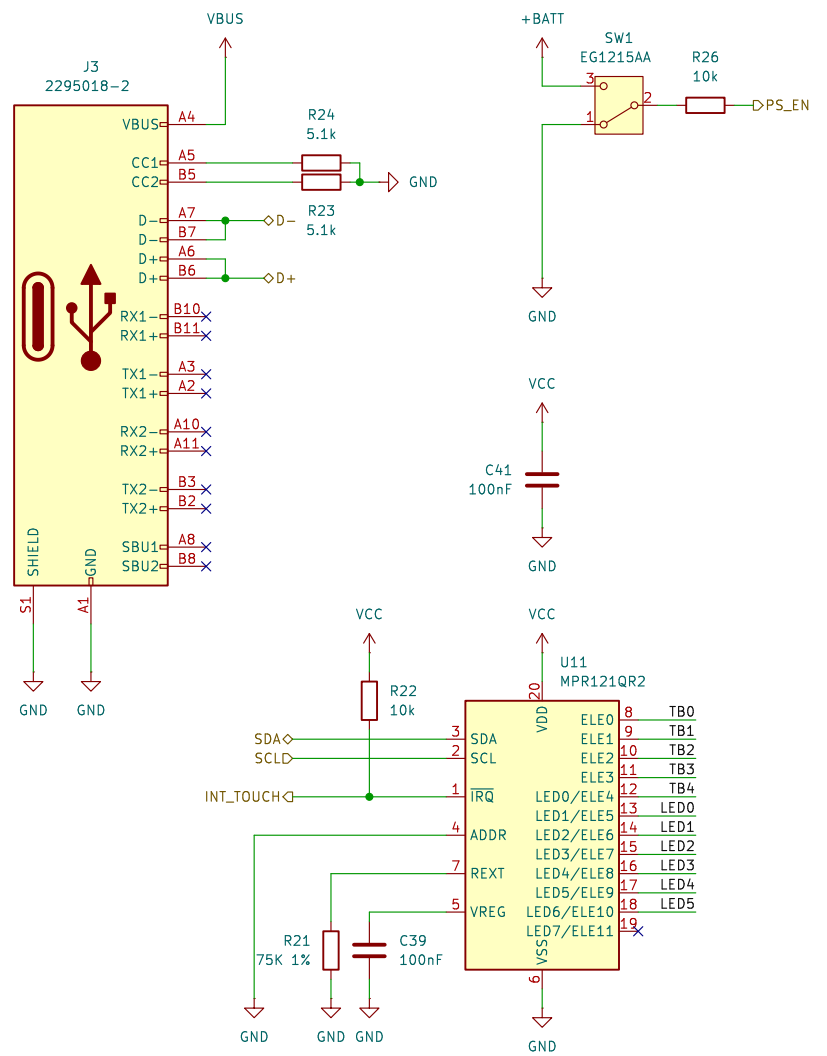 VBUS
J3
2295018-2
VBUS A4
CC1 A5
CC2 B5
D- A7
D- B7
D+ A6
D+ B6
RX1- B10
RX1+ B11
TX1- A3
TX1+ A2
RX2- A10
RX2+ A11
TX2- B3
TX2+ B2
SBU1 A8
SBU2 B8
SHIELD
GND
S1
A1
GND
GND
R24
5.1k
GND
R23
5.1k
D-
D+
+BATT
SW1
EG1215AA
3
2
1
R26
10k
PS_EN
GND
VCC
C41
100nF
GND
VCC
R22
10k
VCC
U11
MPR121QR2
20
VDD
SDA 3 SDA
SCL 2 SCL
INT_TOUCH 1 IRQ
4 ADDR
7 REXT
5 VREG
ELE0 8 TB0
ELE1 9 TB1
ELE2 10 TB2
ELE3 11 TB3
LED0/ELE4 12 TB4
LED1/ELE5 13 LED0
LED2/ELE6 14 LED1
LED3/ELE7 15 LED2
LED4/ELE8 16 LED3
LED5/ELE9 17 LED4
LED6/ELE10 18 LED5
LED7/ELE11 19
VSS
6
R21
75K 1%
C39
100nF
GND
GND
GND
GND